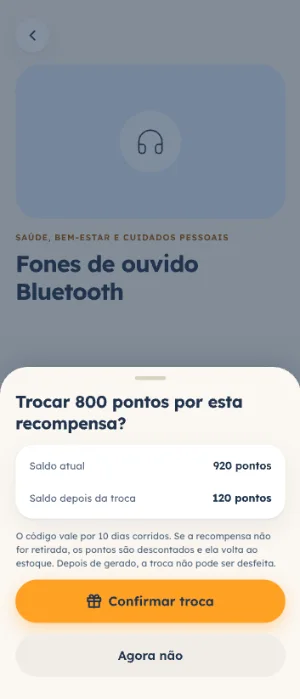 SAÚDE, BEM-ESTAR E CUIDADOS PESSOAIS
Fones de ouvido
Bluetooth
Trocar 800 pontos por esta
recompensa?
Saldo atual 920 pontos
Saldo depois da troca 120 pontos
O código vale por 10 dias corridos. Se a recompensa não
for retirada, os pontos são descontados e ela volta ao
estoque. Depois de gerado, a troca não pode ser desfeita.
Confirmar troca
Agora não